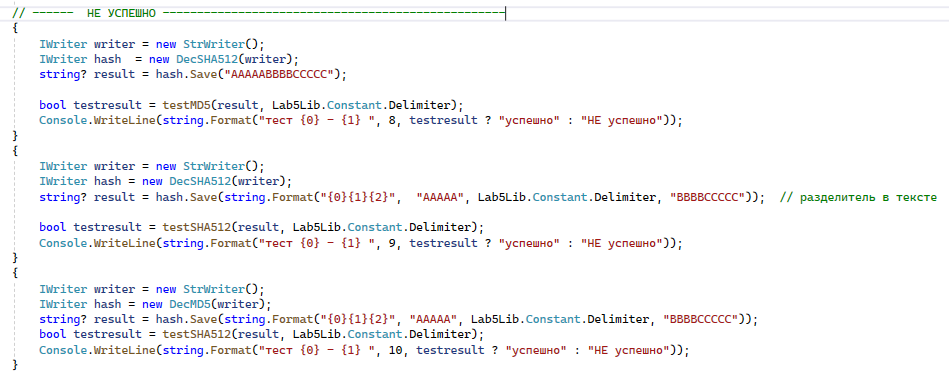 // ------  НЕ УСПЕШНО --------------------------------------------------
{
    IWriter writer = new StrWriter();
    IWriter hash  = new DecSHA512(writer);
    string? result = hash.Save("AAAAABBBBCCCCC");

    bool testresult = testMD5(result, Lab5Lib.Constant.Delimiter);
    Console.WriteLine(string.Format("тест {0} - {1} ", 8, testresult ? "успешно" : "НЕ успешно"));
}
{
    IWriter writer = new StrWriter();
    IWriter hash = new DecSHA512(writer);
    string? result = hash.Save(string.Format("{0}{1}{2}",  "AAAAA", Lab5Lib.Constant.Delimiter, "BBBBCCCCC"));  // разделитель в тексте

    bool testresult = testSHA512(result, Lab5Lib.Constant.Delimiter);
    Console.WriteLine(string.Format("тест {0} - {1} ", 9, testresult ? "успешно" : "НЕ успешно"));
}
{
    IWriter writer = new StrWriter();
    IWriter hash = new DecMD5(writer);
    string? result = hash.Save(string.Format("{0}{1}{2}", "AAAAA", Lab5Lib.Constant.Delimiter, "BBBBCCCCC"));
    bool testresult = testSHA512(result, Lab5Lib.Constant.Delimiter);
    Console.WriteLine(string.Format("тест {0} - {1} ", 10, testresult ? "успешно" : "НЕ успешно"));
}